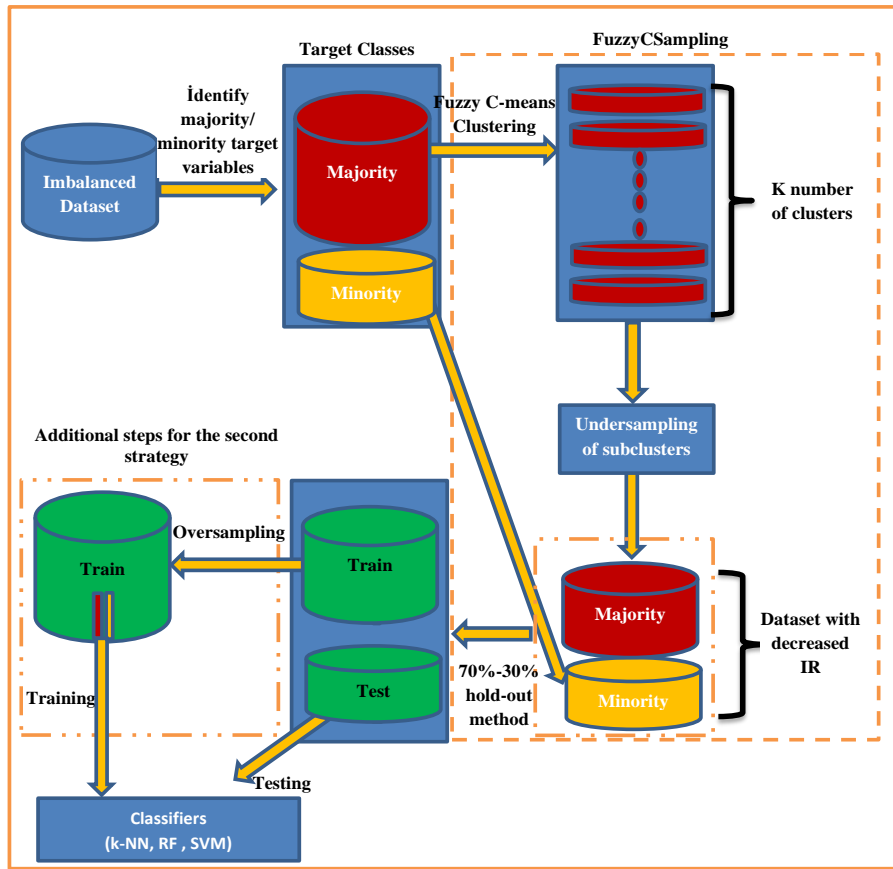 Target Classes
FuzzyCSampling
İdentify
majority/
minority target
variables
Imbalanced
Dataset
Majority
Minority
Fuzzy C-means
Clustering
K number
of clusters
Undersampling
of subclusters
Majority
Minority
Dataset with
decreased
IR
70%-30%
hold-out
method
Additional steps for the second
strategy
Train
Oversampling
Train
Test
Training
Testing
Classifiers
(k-NN, RF , SVM)